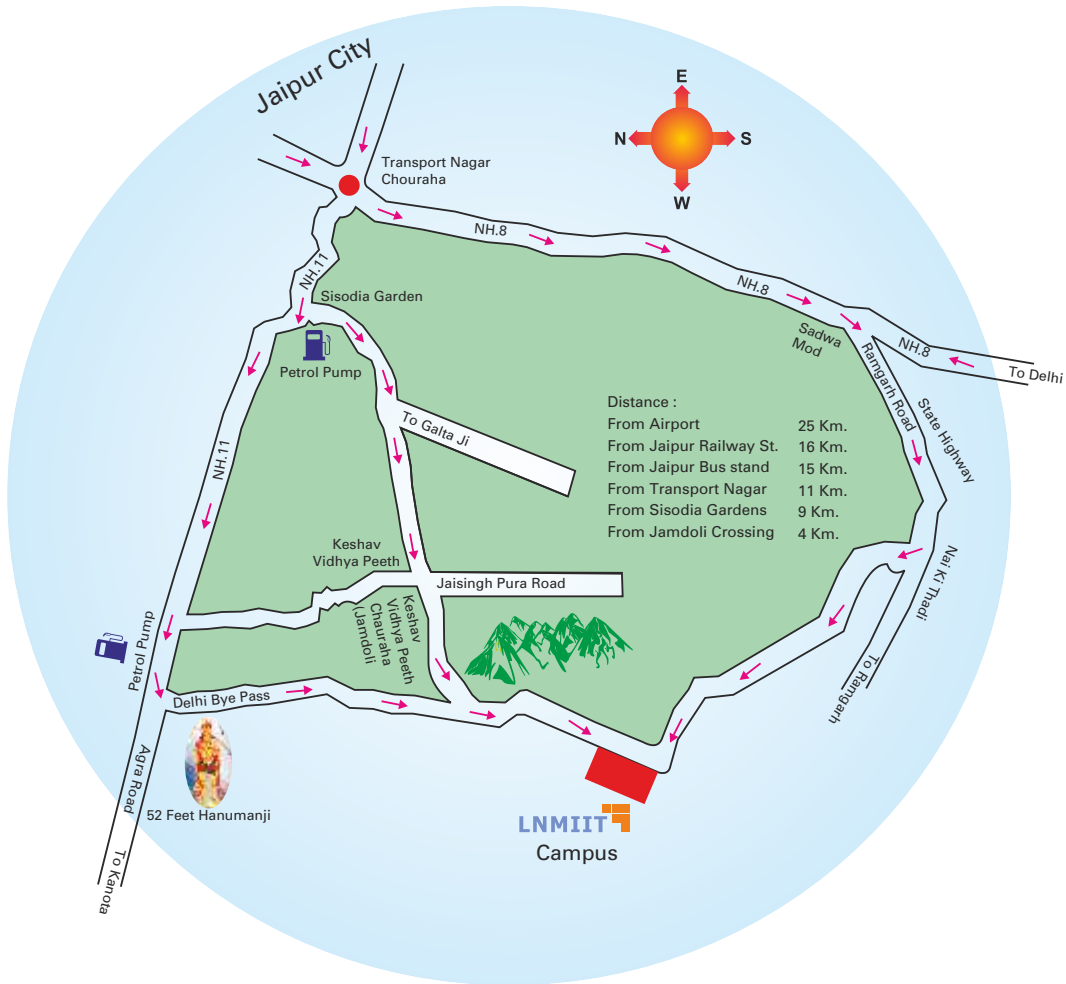 Jaipur City
E
N
S
W
Transport Nagar
Chouraha
NH.8
NH.11
Sisodia Garden
NH.8
Sadwa
Mod
NH.8
To Delhi
Petrol Pump
Ramgarh Road
State Highway
To Galta Ji
Distance :
From Airport 25 Km.
From Jaipur Railway St. 16 Km.
From Jaipur Bus stand 15 Km.
From Transport Nagar 11 Km.
From Sisodia Gardens 9 Km.
From Jamdoli Crossing 4 Km.
NH.11
Keshav
Vidhya Peeth
Jaisingh Pura Road
Nai Ki Thadi
Keshav
Vidhya Peeth
Chauraha
(Jamdoli
Petrol Pump
To Ramgarh
Delhi Bye Pass
Agra Road
52 Feet Hanumanji
To Kanota
LNMIIT
Campus